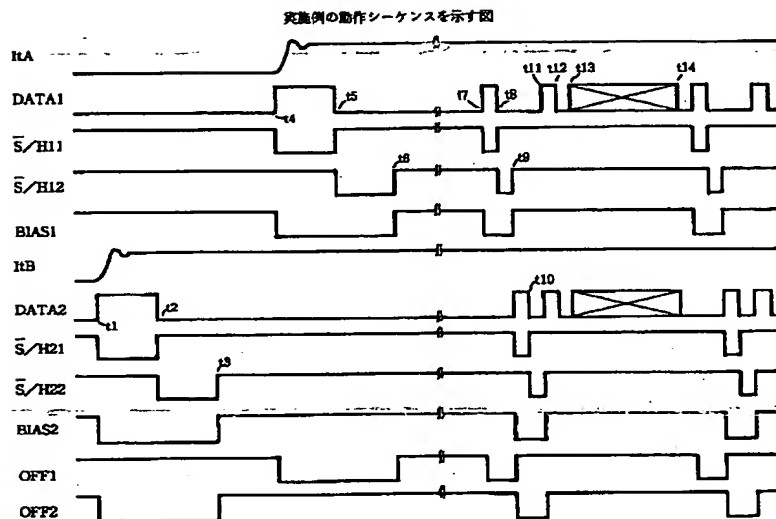 実施例の動作シーケンスを示す図
ItA
t11 t12 t13 t14
DATA1
t4 t5 t7 t8
S/H11
t6 t9
S/H12
BIAS1
ItB
t10
DATA2
t1 t2
S/H21
t3
S/H22
BIAS2
OFF1
OFF2